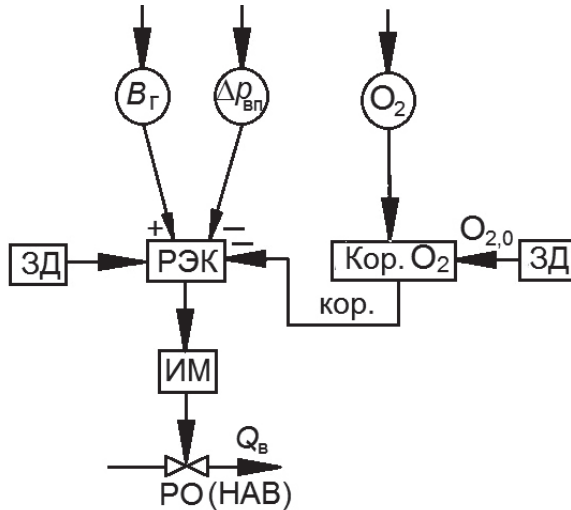 Bг Δpвп O₂
+ − −
O₂,₀
ЗД РЭК Кор. O₂ ЗД
кор.
ИМ
Qв
РО (НАВ)